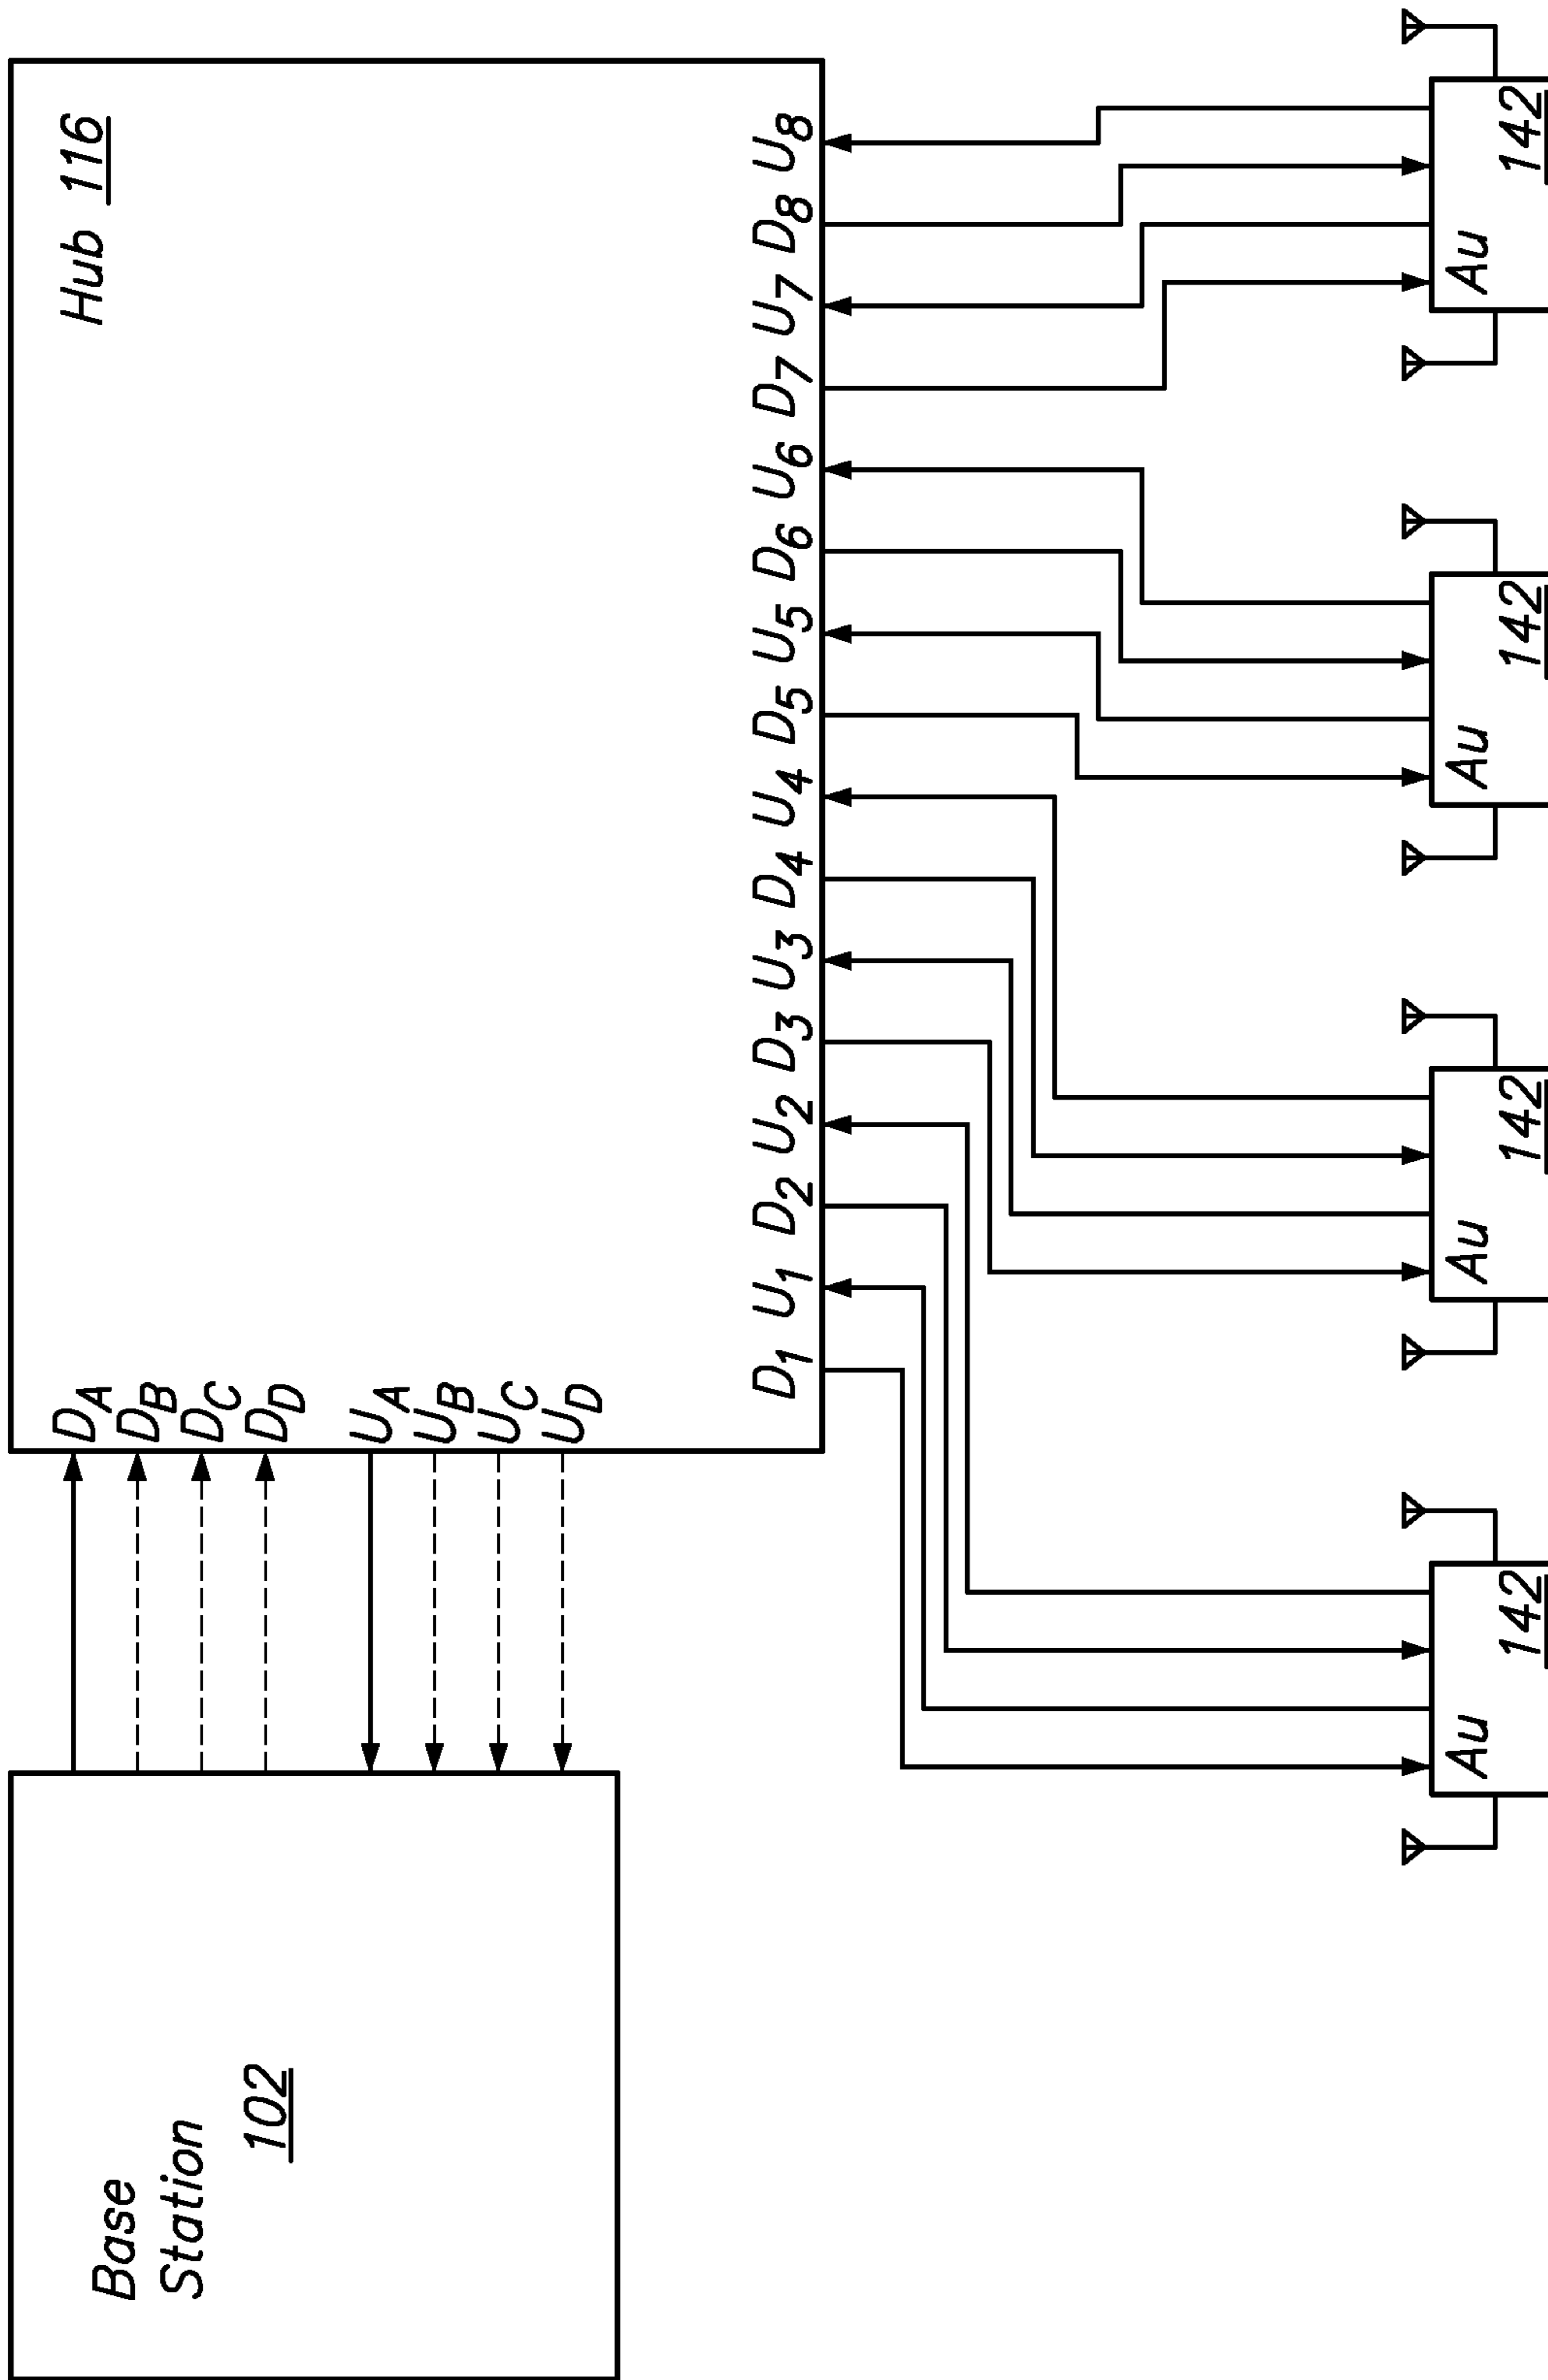 Base
Station
102
Hub 116
DA
DB
DC
DD
UA
UB
UC
UD
D1 U1 D2 U2 D3 U3 D4 U4 D5 U5 D6 U6 D7 U7 D8 U8
Au
142
Au
142
Au
142
Au
142